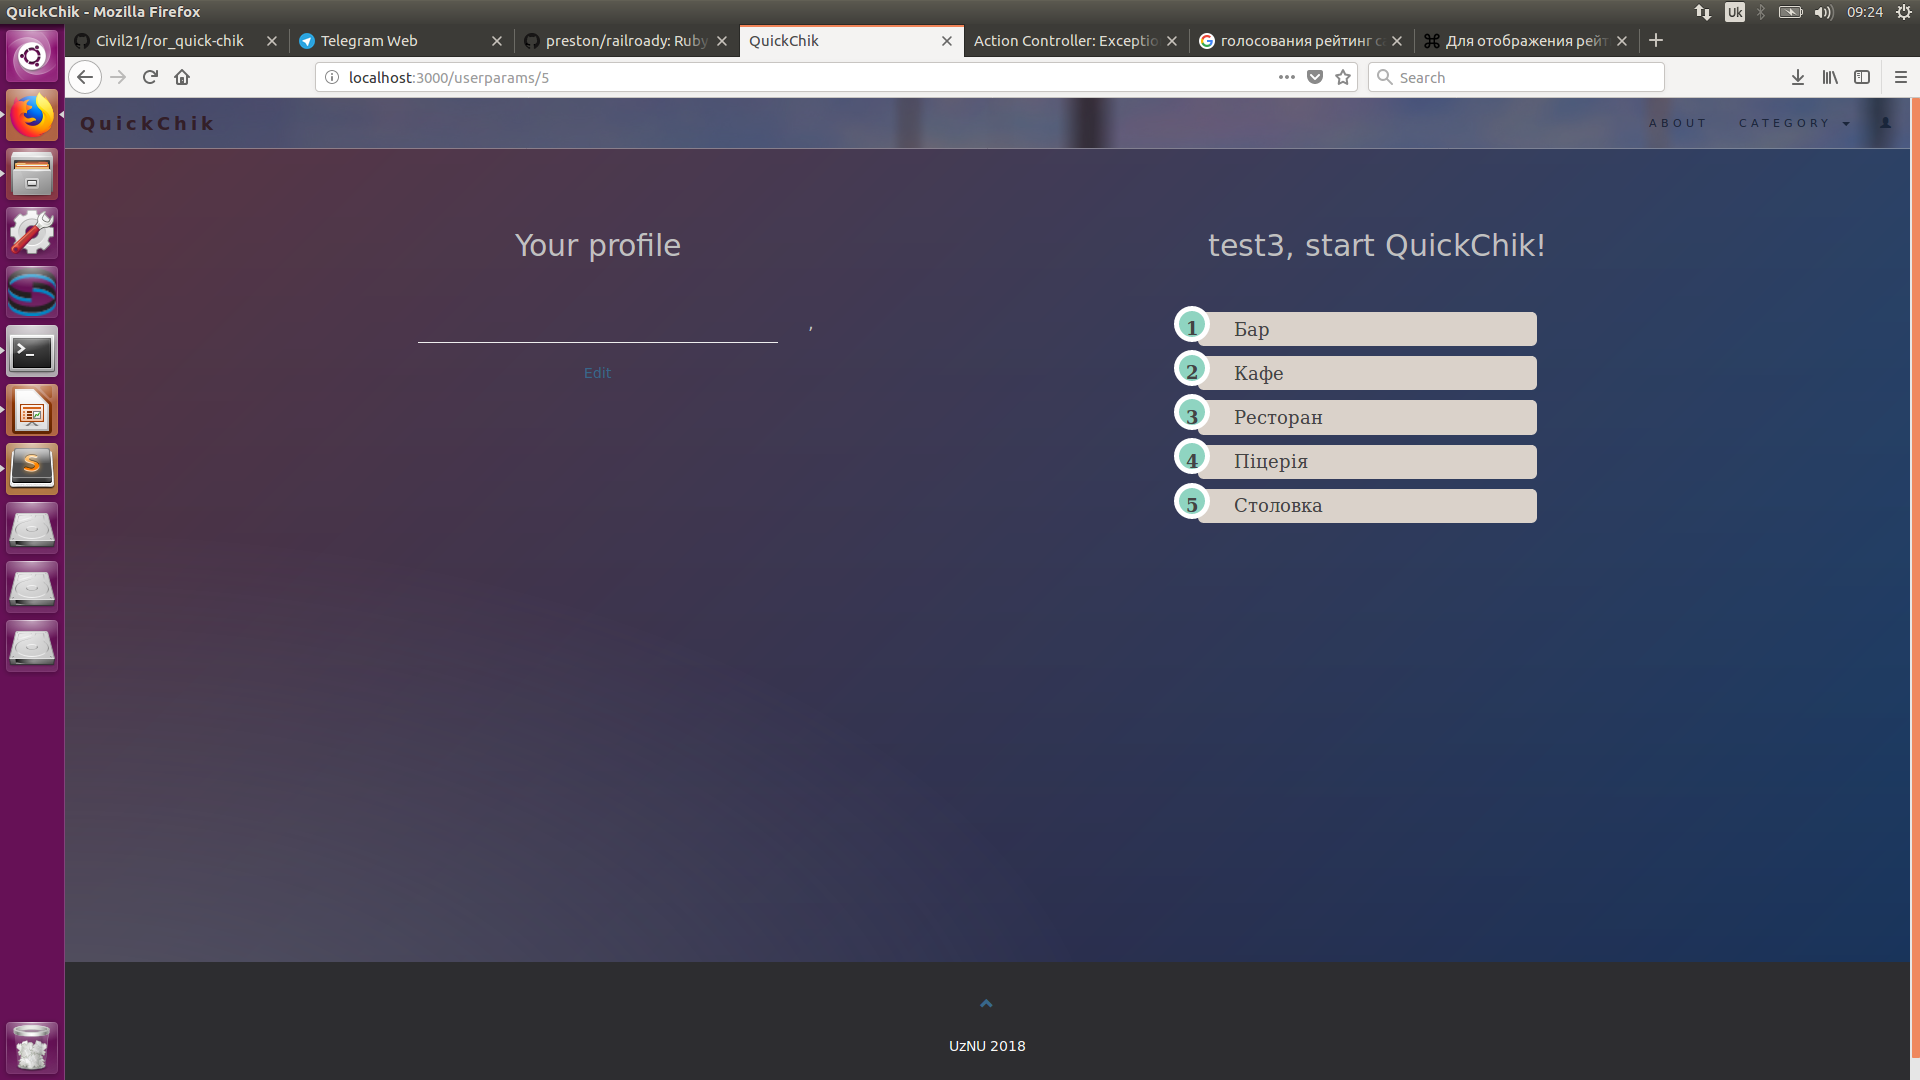 QuickChik - Mozilla Firefox
Uk
09:24
Civil21/ror_quick-chik
Telegram Web
preston/railroady: Ruby
QuickChik
Action Controller: Exceptio
голосования рейтинг
Для отображения рейт
localhost:3000/userparams/5
Search
QuickChik
ABOUT
CATEGORY
Your profile
,
Edit
test3, start QuickChik!
1 Бар
2 Кафе
3 Ресторан
4 Піцерія
5 Столовка
UzNU 2018